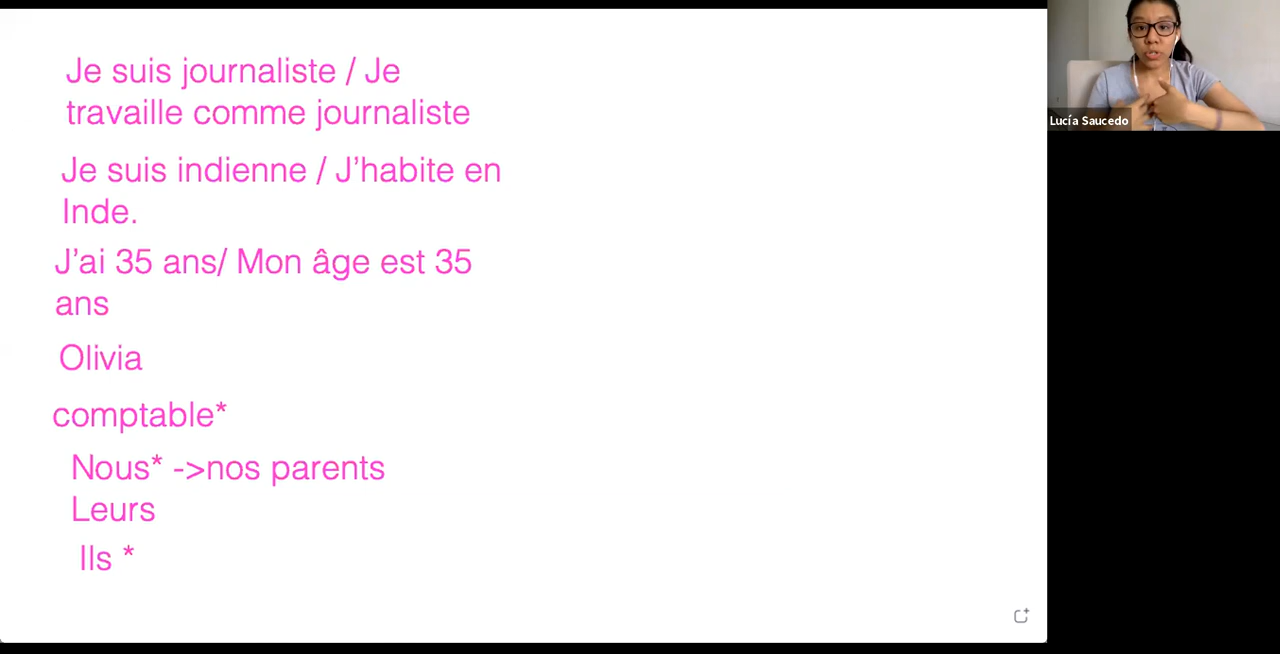 Je suis journaliste / Je
travaille comme journaliste
Je suis indienne / J’habite en
Inde.
J’ai 35 ans/ Mon âge est 35
ans
Olivia
comptable*
Nous* ->nos parents
Leurs
Ils *
Lucía Saucedo